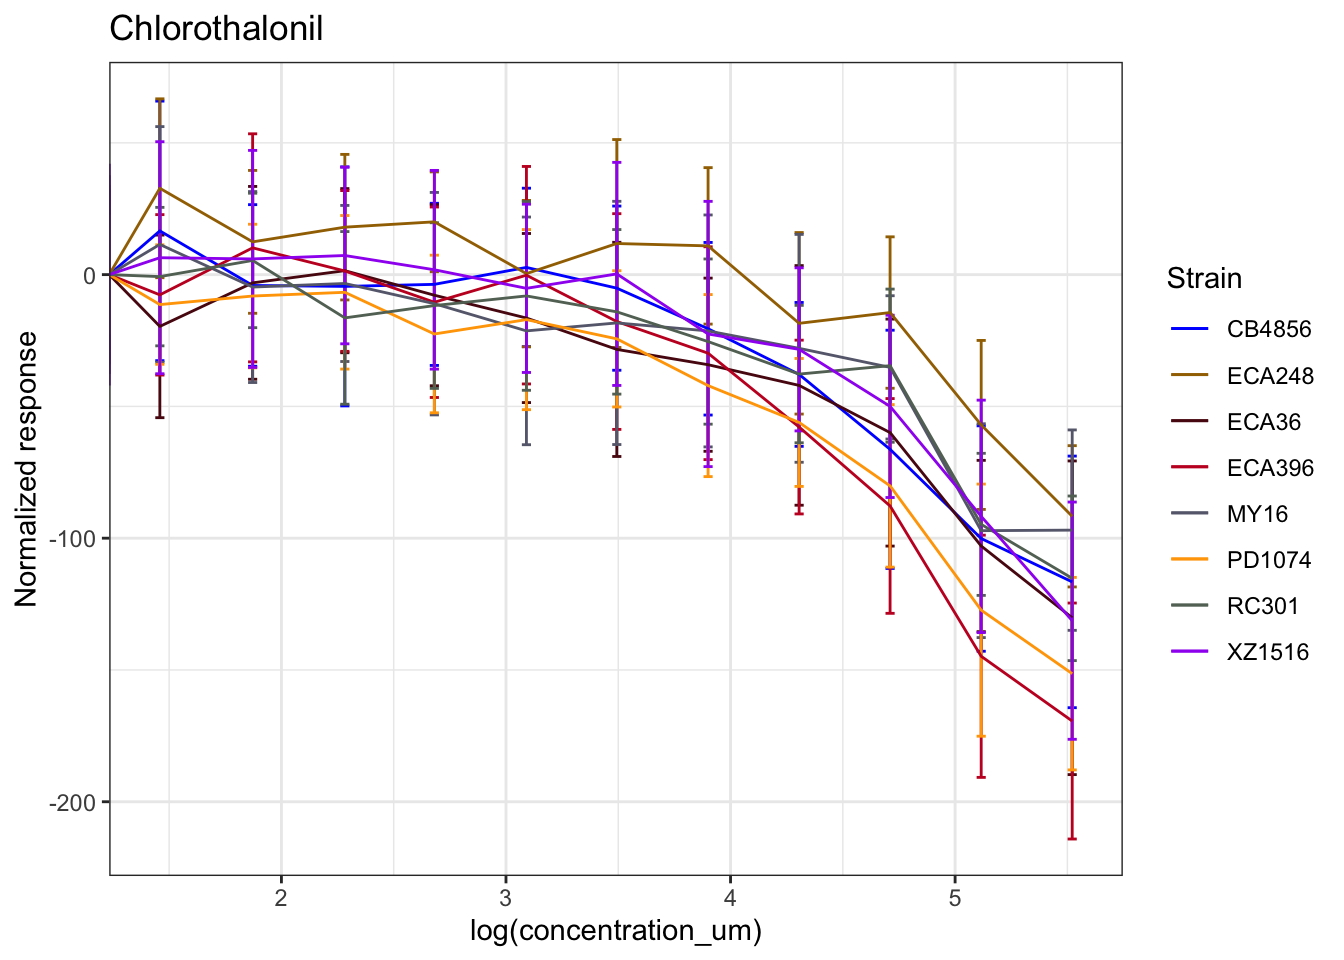 Chlorothalonil
Normalized response
0
-100
-200
2 3 4 5
log(concentration_um)
Strain
CB4856
ECA248
ECA36
ECA396
MY16
PD1074
RC301
XZ1516